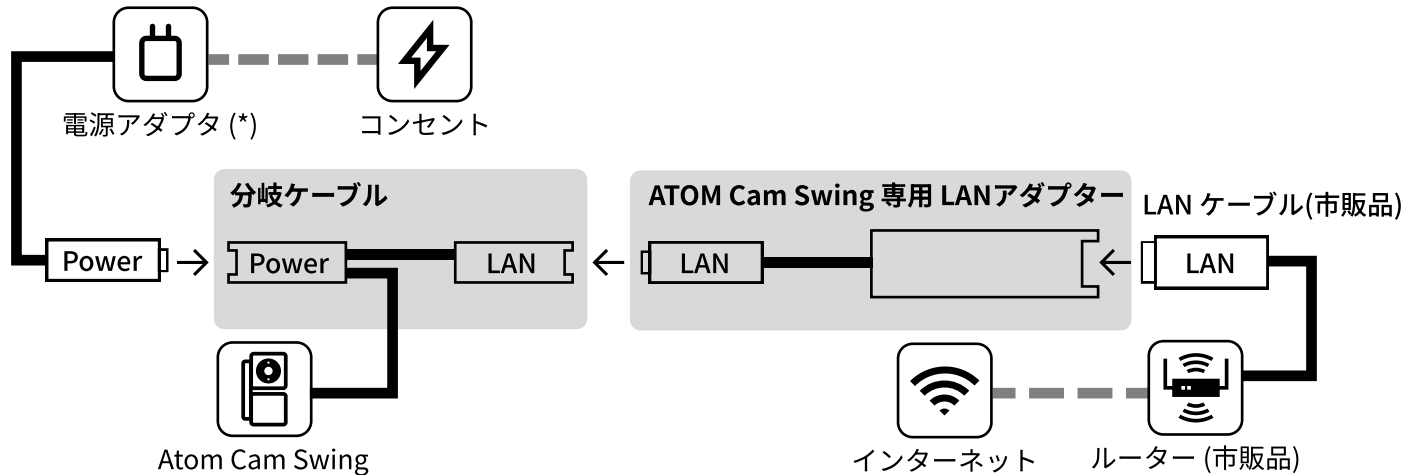 電源アダプタ (*)
コンセント
分岐ケーブル
ATOM Cam Swing 専用 LANアダプター
LAN ケーブル(市販品)
Power
Power
LAN
LAN
LAN
Atom Cam Swing
インターネット
ルーター (市販品)